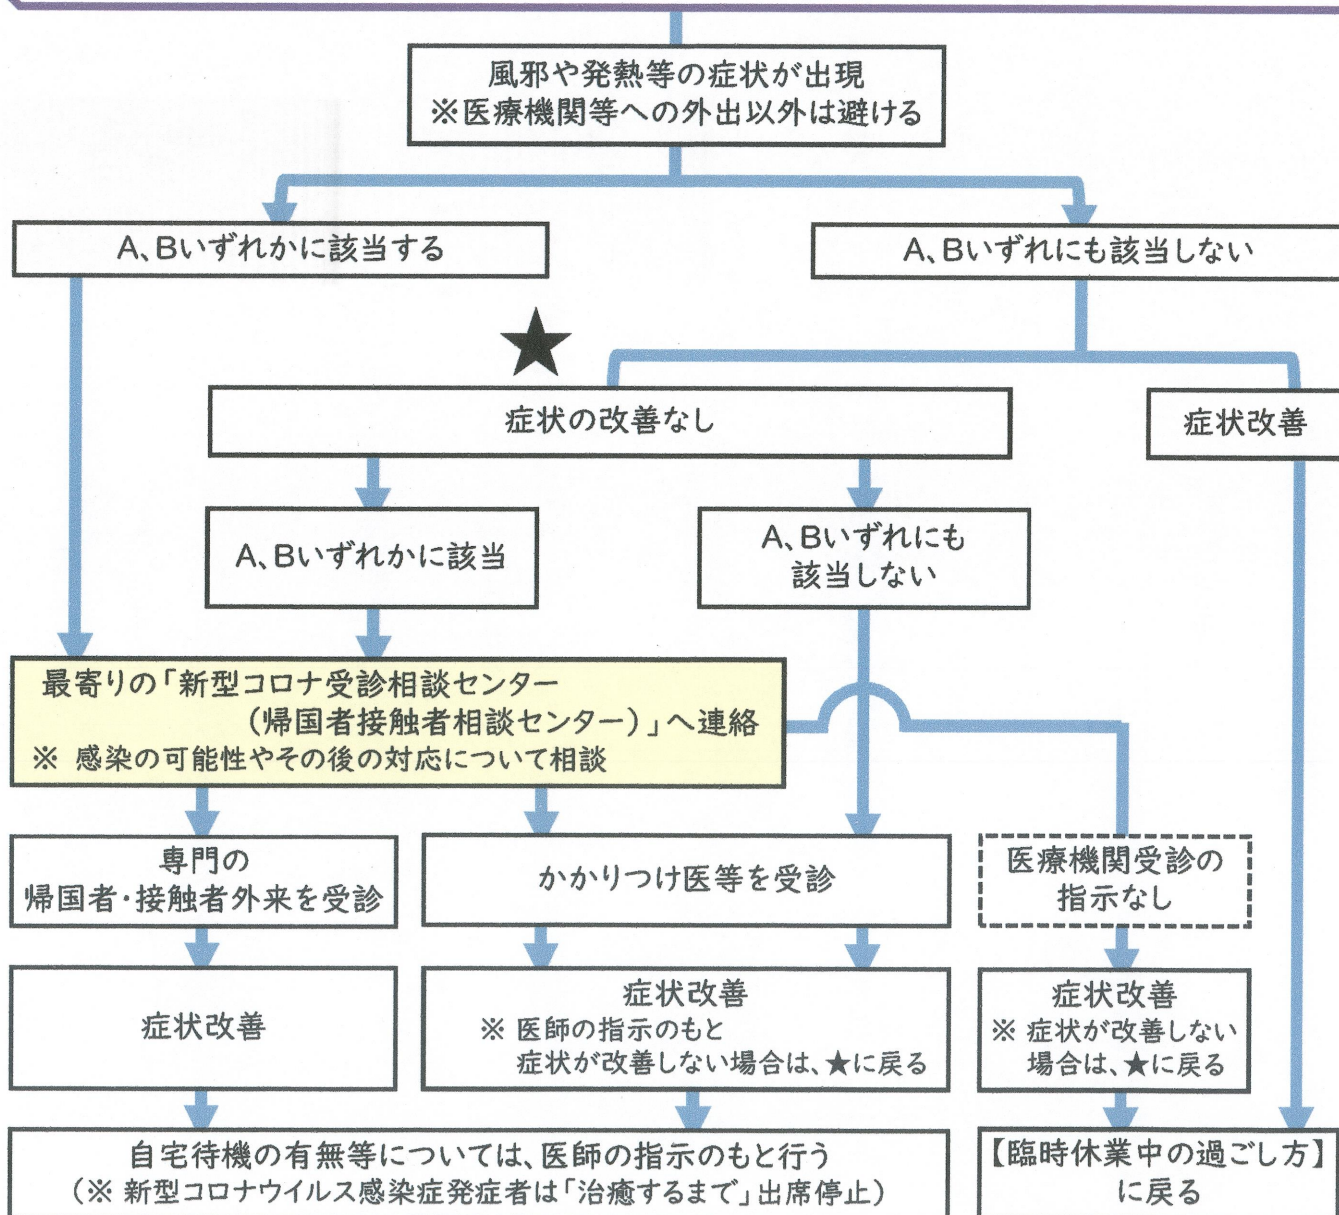 風邪や発熱等の症状が出現
※医療機関等への外出以外は避ける
A、Bいずれかに該当する
A、Bいずれにも該当しない
★
症状の改善なし
症状改善
A、Bいずれかに該当
A、Bいずれにも
該当しない
最寄りの「新型コロナ受診相談センター
(帰国者接触者相談センター)」へ連絡
※ 感染の可能性やその後の対応について相談
専門の
帰国者・接触者外来を受診
かかりつけ医等を受診
医療機関受診の
指示なし
症状改善
症状改善
※ 医師の指示のもと
症状が改善しない場合は、★に戻る
症状改善
※ 症状が改善しない
場合は、★に戻る
自宅待機の有無等については、医師の指示のもと行う
(※ 新型コロナウイルス感染症発症者は「治癒するまで」出席停止)
【臨時休業中の過ごし方】
に戻る